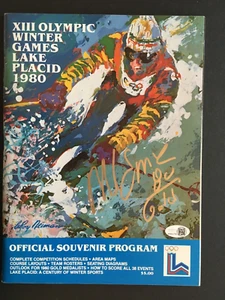 XIII OLYMPIC
WINTER
GAMES
LAKE
PLACID
1980
OFFICIAL SOUVENIR PROGRAM
COMPLETE COMPETITION SCHEDULES • AREA MAPS
COURSE LAYOUTS • TEAM ROSTERS • SEATING DIAGRAMS
OUTLOOK FOR 1980 GOLD MEDALISTS • HOW TO SCORE ALL 38 EVENTS
LAKE PLACID: A CENTURY OF WINTER SPORTS
$5.00